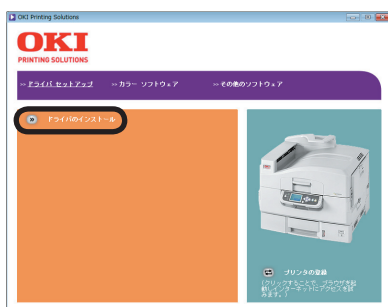 OKI Printing Solutions
OKI
PRINTING SOLUTIONS
>> ドライバ セットアップ >> カラー ソフトウェア >> その他のソフトウェア
>> ドライバのインストール
プリンタの登録
(クリックすることで、ブラウザを起
動しインターネットにアクセスを試
みます。)